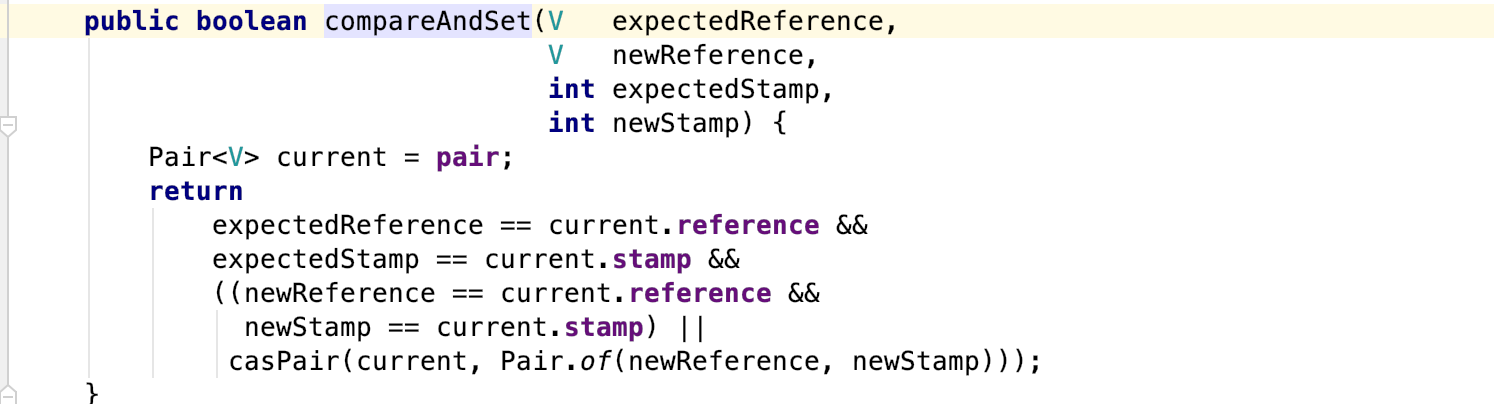 public boolean compareAndSet(V   expectedReference,
                             V   newReference,
                             int expectedStamp,
                             int newStamp) {
    Pair<V> current = pair;
    return
        expectedReference == current.reference &&
        expectedStamp == current.stamp &&
        ((newReference == current.reference &&
          newStamp == current.stamp) ||
         casPair(current, Pair.of(newReference, newStamp)));
}